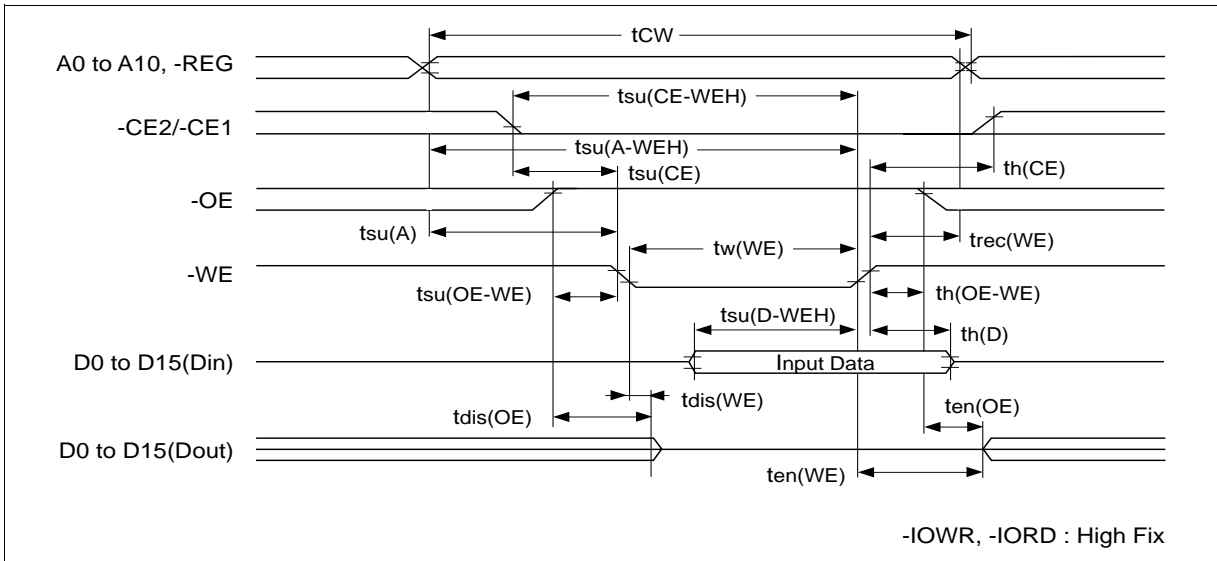 tCW
A0 to A10, -REG
tsu(CE-WEH)
-CE2/-CE1
tsu(A-WEH)
tsu(CE)
th(CE)
-OE
tsu(A)
trec(WE)
tw(WE)
-WE
tsu(OE-WE)
th(OE-WE)
tsu(D-WEH)
th(D)
D0 to D15(Din)
Input Data
tdis(WE)
tdis(OE)
ten(OE)
D0 to D15(Dout)
ten(WE)
-IOWR, -IORD : High Fix